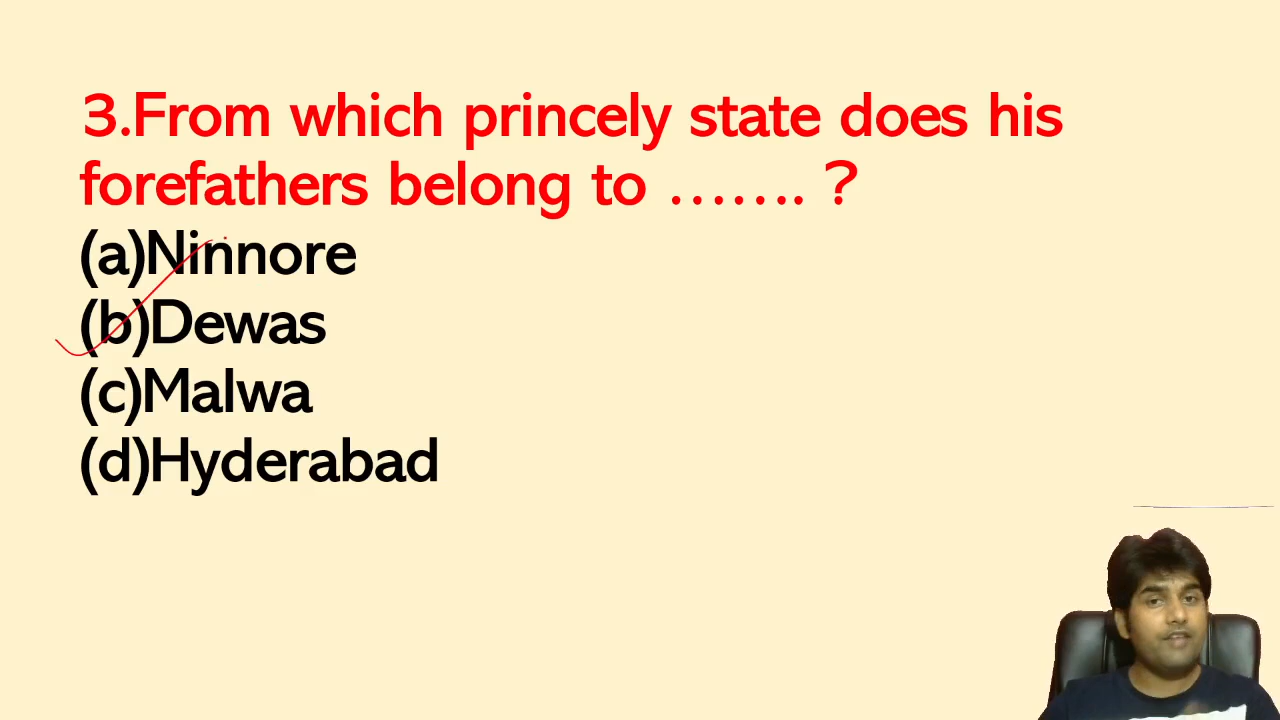 3.From which princely state does his
forefathers belong to ....... ?
(a)Ninnore
(b)Dewas
(c)Malwa
(d)Hyderabad